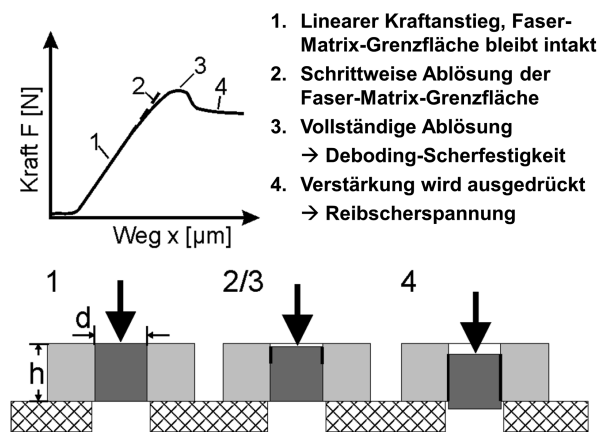 1. Linearer Kraftanstieg, Faser-
Matrix-Grenzfläche bleibt intakt
2. Schrittweise Ablösung der
Faser-Matrix-Grenzfläche
3. Vollständige Ablösung
→ Deboding-Scherfestigkeit
4. Verstärkung wird ausgedrückt
→ Reibscherspannung
Kraft F [N]
1
2
3
4
Weg x [µm]
1
2/3
4
d
h